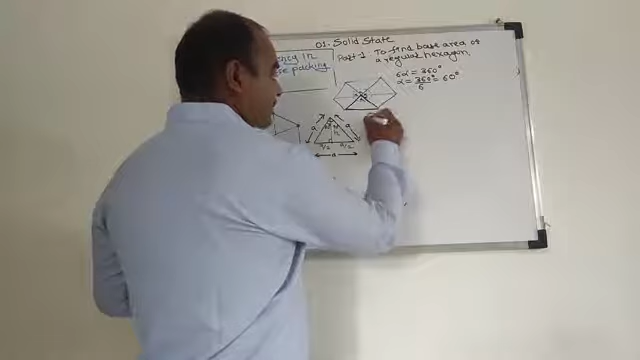 01. Solid State
ency in
e packing
Part-1 To find base area of
a regular hexagon,
6α = 360°
α = 360°/6 = 60°
a a
a/2 a/2
a